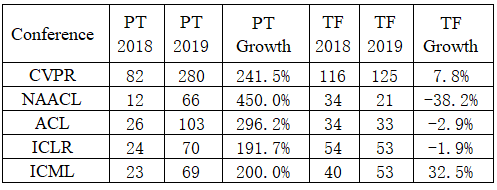 Conference PT 2018 PT 2019 PT Growth TF 2018 TF 2019 TF Growth
CVPR 82 280 241.5% 116 125 7.8%
NAACL 12 66 450.0% 34 21 -38.2%
ACL 26 103 296.2% 34 33 -2.9%
ICLR 24 70 191.7% 54 53 -1.9%
ICML 23 69 200.0% 40 53 32.5%